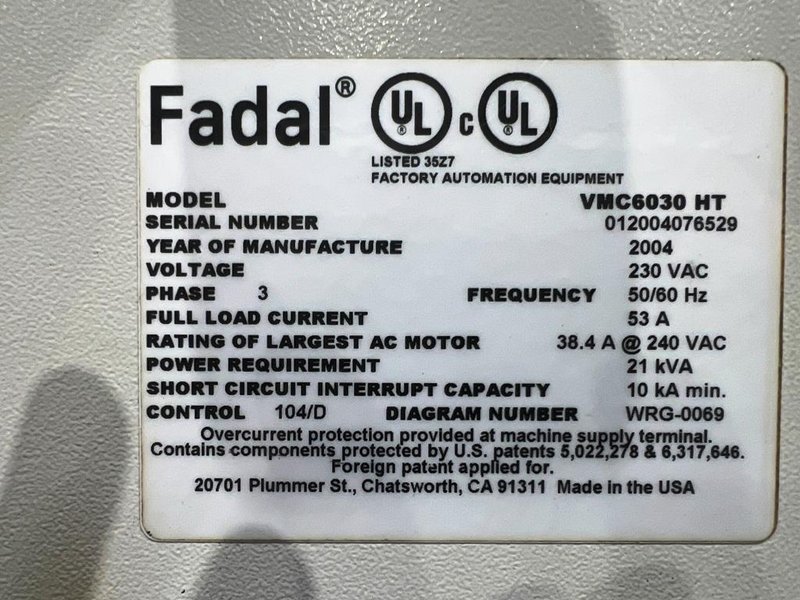 Fadal® UL® c UL®
LISTED 35Z7
FACTORY AUTOMATION EQUIPMENT
MODEL VMC6030 HT
SERIAL NUMBER 012004076529
YEAR OF MANUFACTURE 2004
VOLTAGE 230 VAC
PHASE 3 FREQUENCY 50/60 Hz
FULL LOAD CURRENT 53 A
RATING OF LARGEST AC MOTOR 38.4 A @ 240 VAC
POWER REQUIREMENT 21 kVA
SHORT CIRCUIT INTERRUPT CAPACITY 10 kA min.
CONTROL 104/D DIAGRAM NUMBER WRG-0069
Overcurrent protection provided at machine supply terminal.
Contains components protected by U.S. patents 5,022,278 & 6,317,646.
Foreign patent applied for.
20701 Plummer St., Chatsworth, CA 91311 Made in the USA